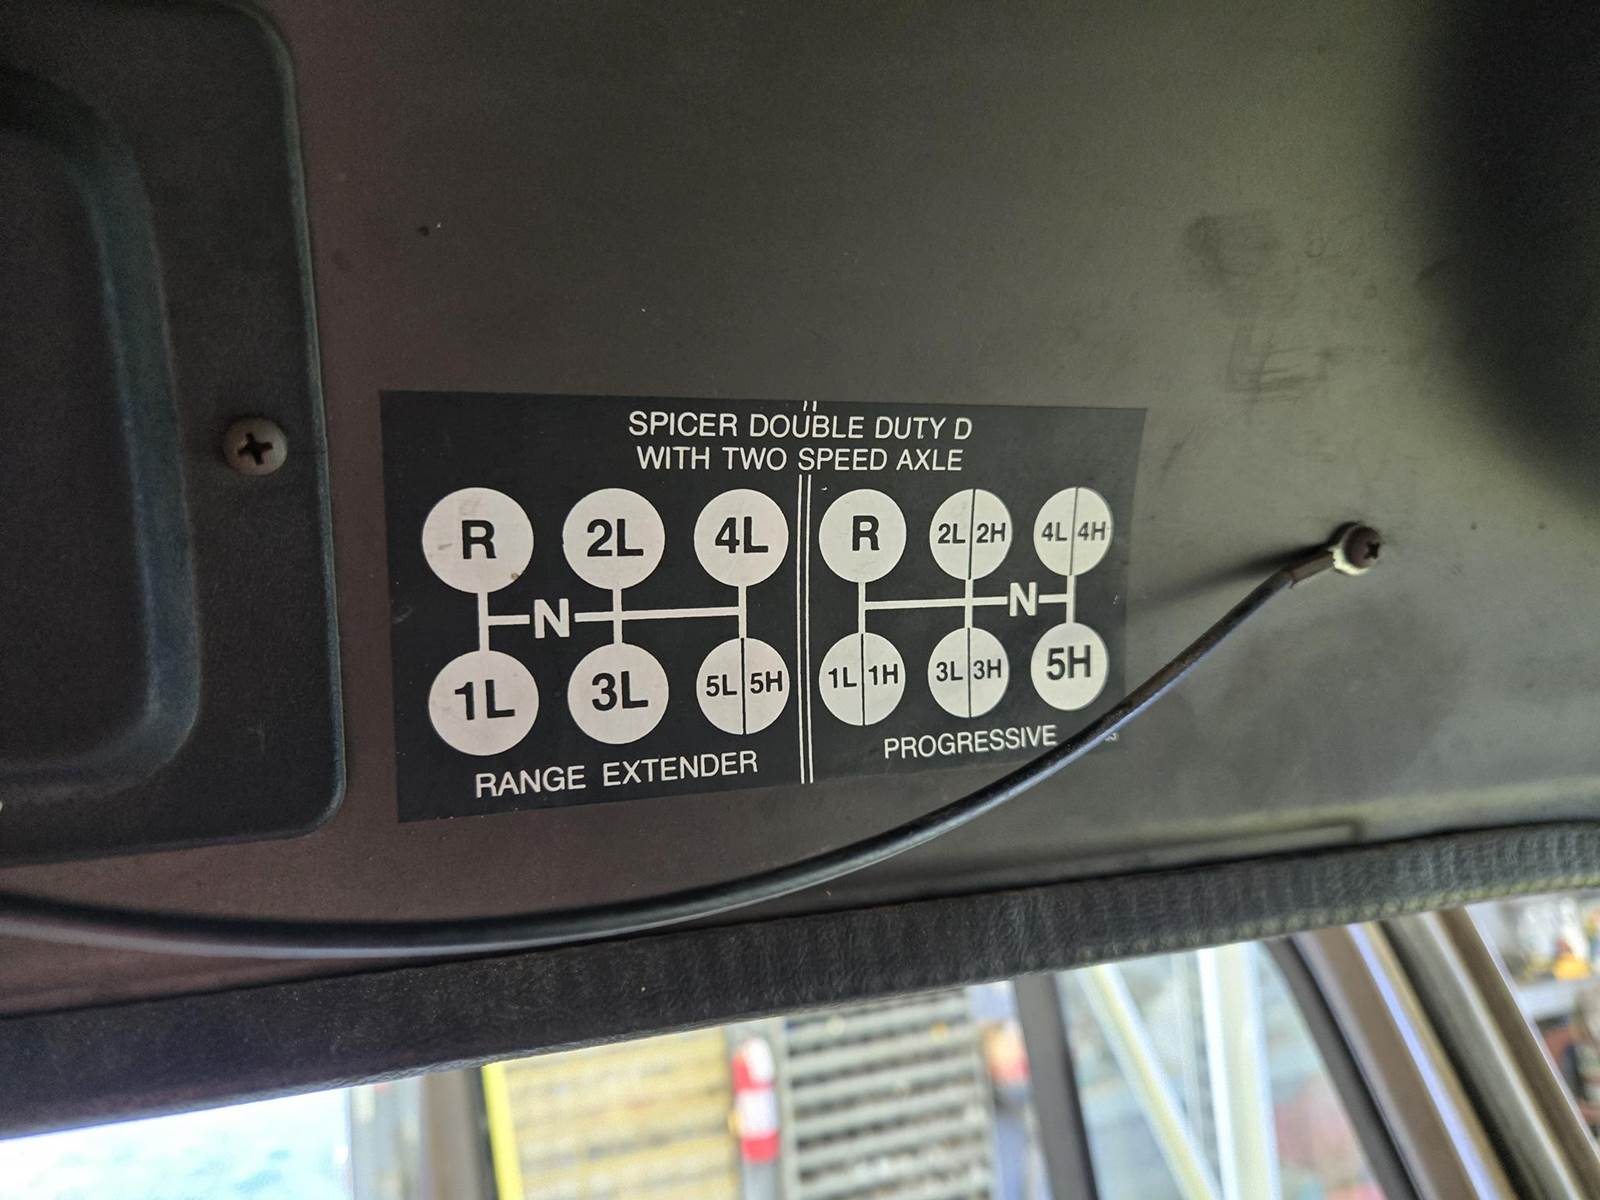 SPICER DOUBLE DUTY D
WITH TWO SPEED AXLE
R 2L 4L
N
1L 3L 5L 5H
RANGE EXTENDER
R 2L 2H 4L 4H
N
1L 1H 3L 3H 5H
PROGRESSIVE